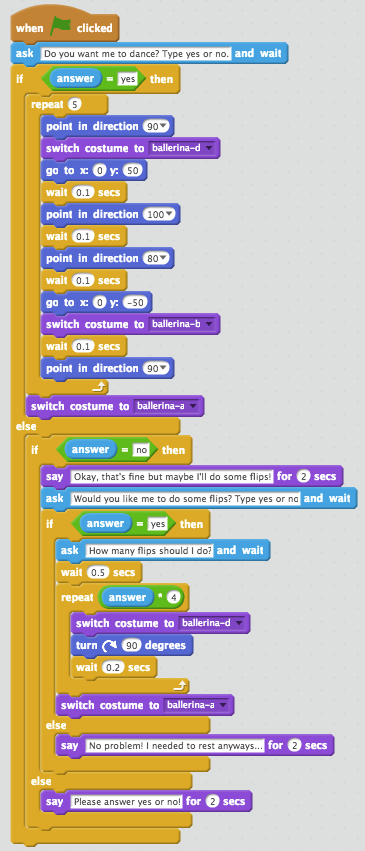 when clicked
ask Do you want me to dance? Type yes or no. and wait
if answer = yes then
repeat 5
point in direction 90
switch costume to ballerina-d
go to x: 0 y: 50
wait 0.1 secs
point in direction 100
wait 0.1 secs
point in direction 80
wait 0.1 secs
go to x: 0 y: -50
switch costume to ballerina-b
wait 0.1 secs
point in direction 90
switch costume to ballerina-a
else
if answer = no then
say Okay, that's fine but maybe I'll do some flips! for 2 secs
ask Would you like me to do some flips? Type yes or no and wait
if answer = yes then
ask How many flips should I do? and wait
wait 0.5 secs
repeat answer * 4
switch costume to ballerina-d
turn 90 degrees
wait 0.2 secs
switch costume to ballerina-a
else
say No problem! I needed to rest anyways... for 2 secs
else
say Please answer yes or no! for 2 secs